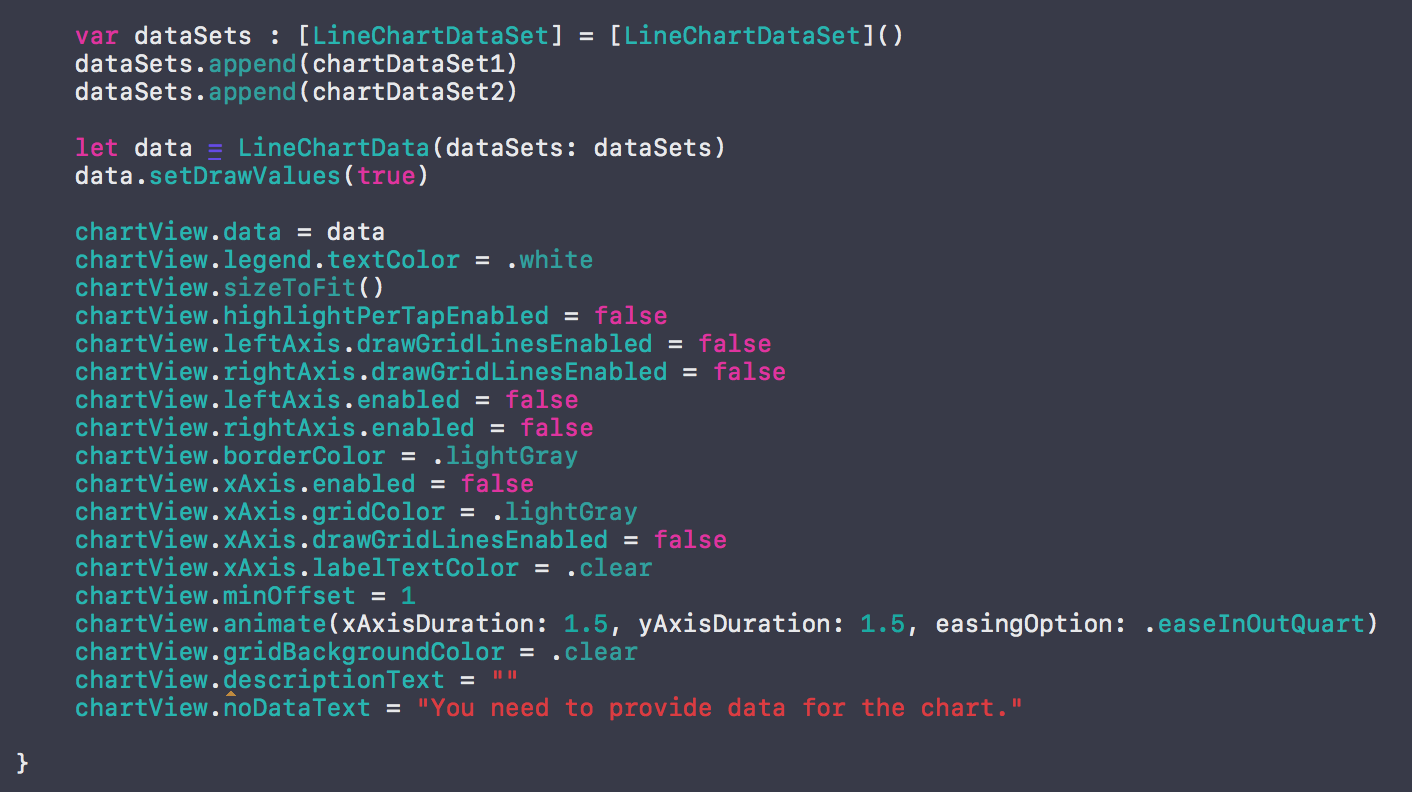 var dataSets : [LineChartDataSet] = [LineChartDataSet]()
dataSets.append(chartDataSet1)
dataSets.append(chartDataSet2)
let data = LineChartData(dataSets: dataSets)
data.setDrawValues(true)
chartView.data = data
chartView.legend.textColor = .white
chartView.sizeToFit()
chartView.highlightPerTapEnabled = false
chartView.leftAxis.drawGridLinesEnabled = false
chartView.rightAxis.drawGridLinesEnabled = false
chartView.leftAxis.enabled = false
chartView.rightAxis.enabled = false
chartView.borderColor = .lightGray
chartView.xAxis.enabled = false
chartView.xAxis.gridColor = .lightGray
chartView.xAxis.drawGridLinesEnabled = false
chartView.xAxis.labelTextColor = .clear
chartView.minOffset = 1
chartView.animate(xAxisDuration: 1.5, yAxisDuration: 1.5, easingOption: .easeInOutQuart)
chartView.gridBackgroundColor = .clear
chartView.descriptionText = ""
chartView.noDataText = "You need to provide data for the chart."
}